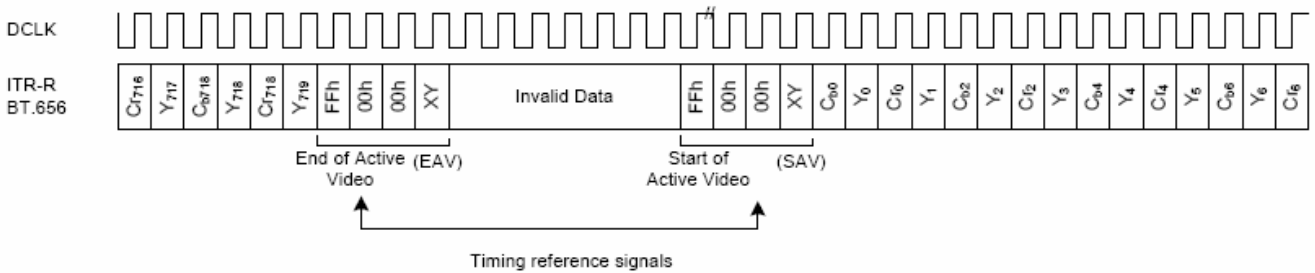 DCLK
//
ITR-R
BT.656
Cr716 Y717 Cb718 Y718 Cr718 Y719 FFh 00h 00h XY Invalid Data FFh 00h 00h XY Cb0 Y0 Cr0 Y1 Cb2 Y2 Cr2 Y3 Cb4 Y4 Cr4 Y5 Cb6 Y6 Cr6
End of Active (EAV)
Video
Start of (SAV)
Active Video
Timing reference signals